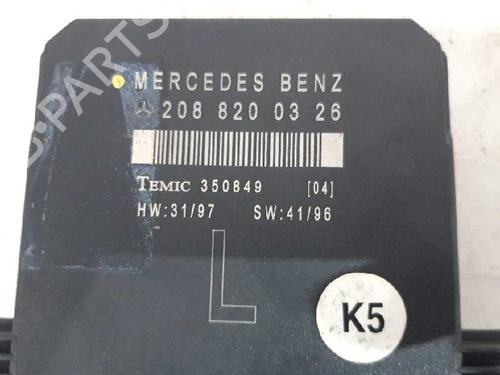 MERCEDES BENZ
208 820 03 26
TEMIC 350849 [04]
HW:31/97 SW:41/96
L
K5
B-PARTS